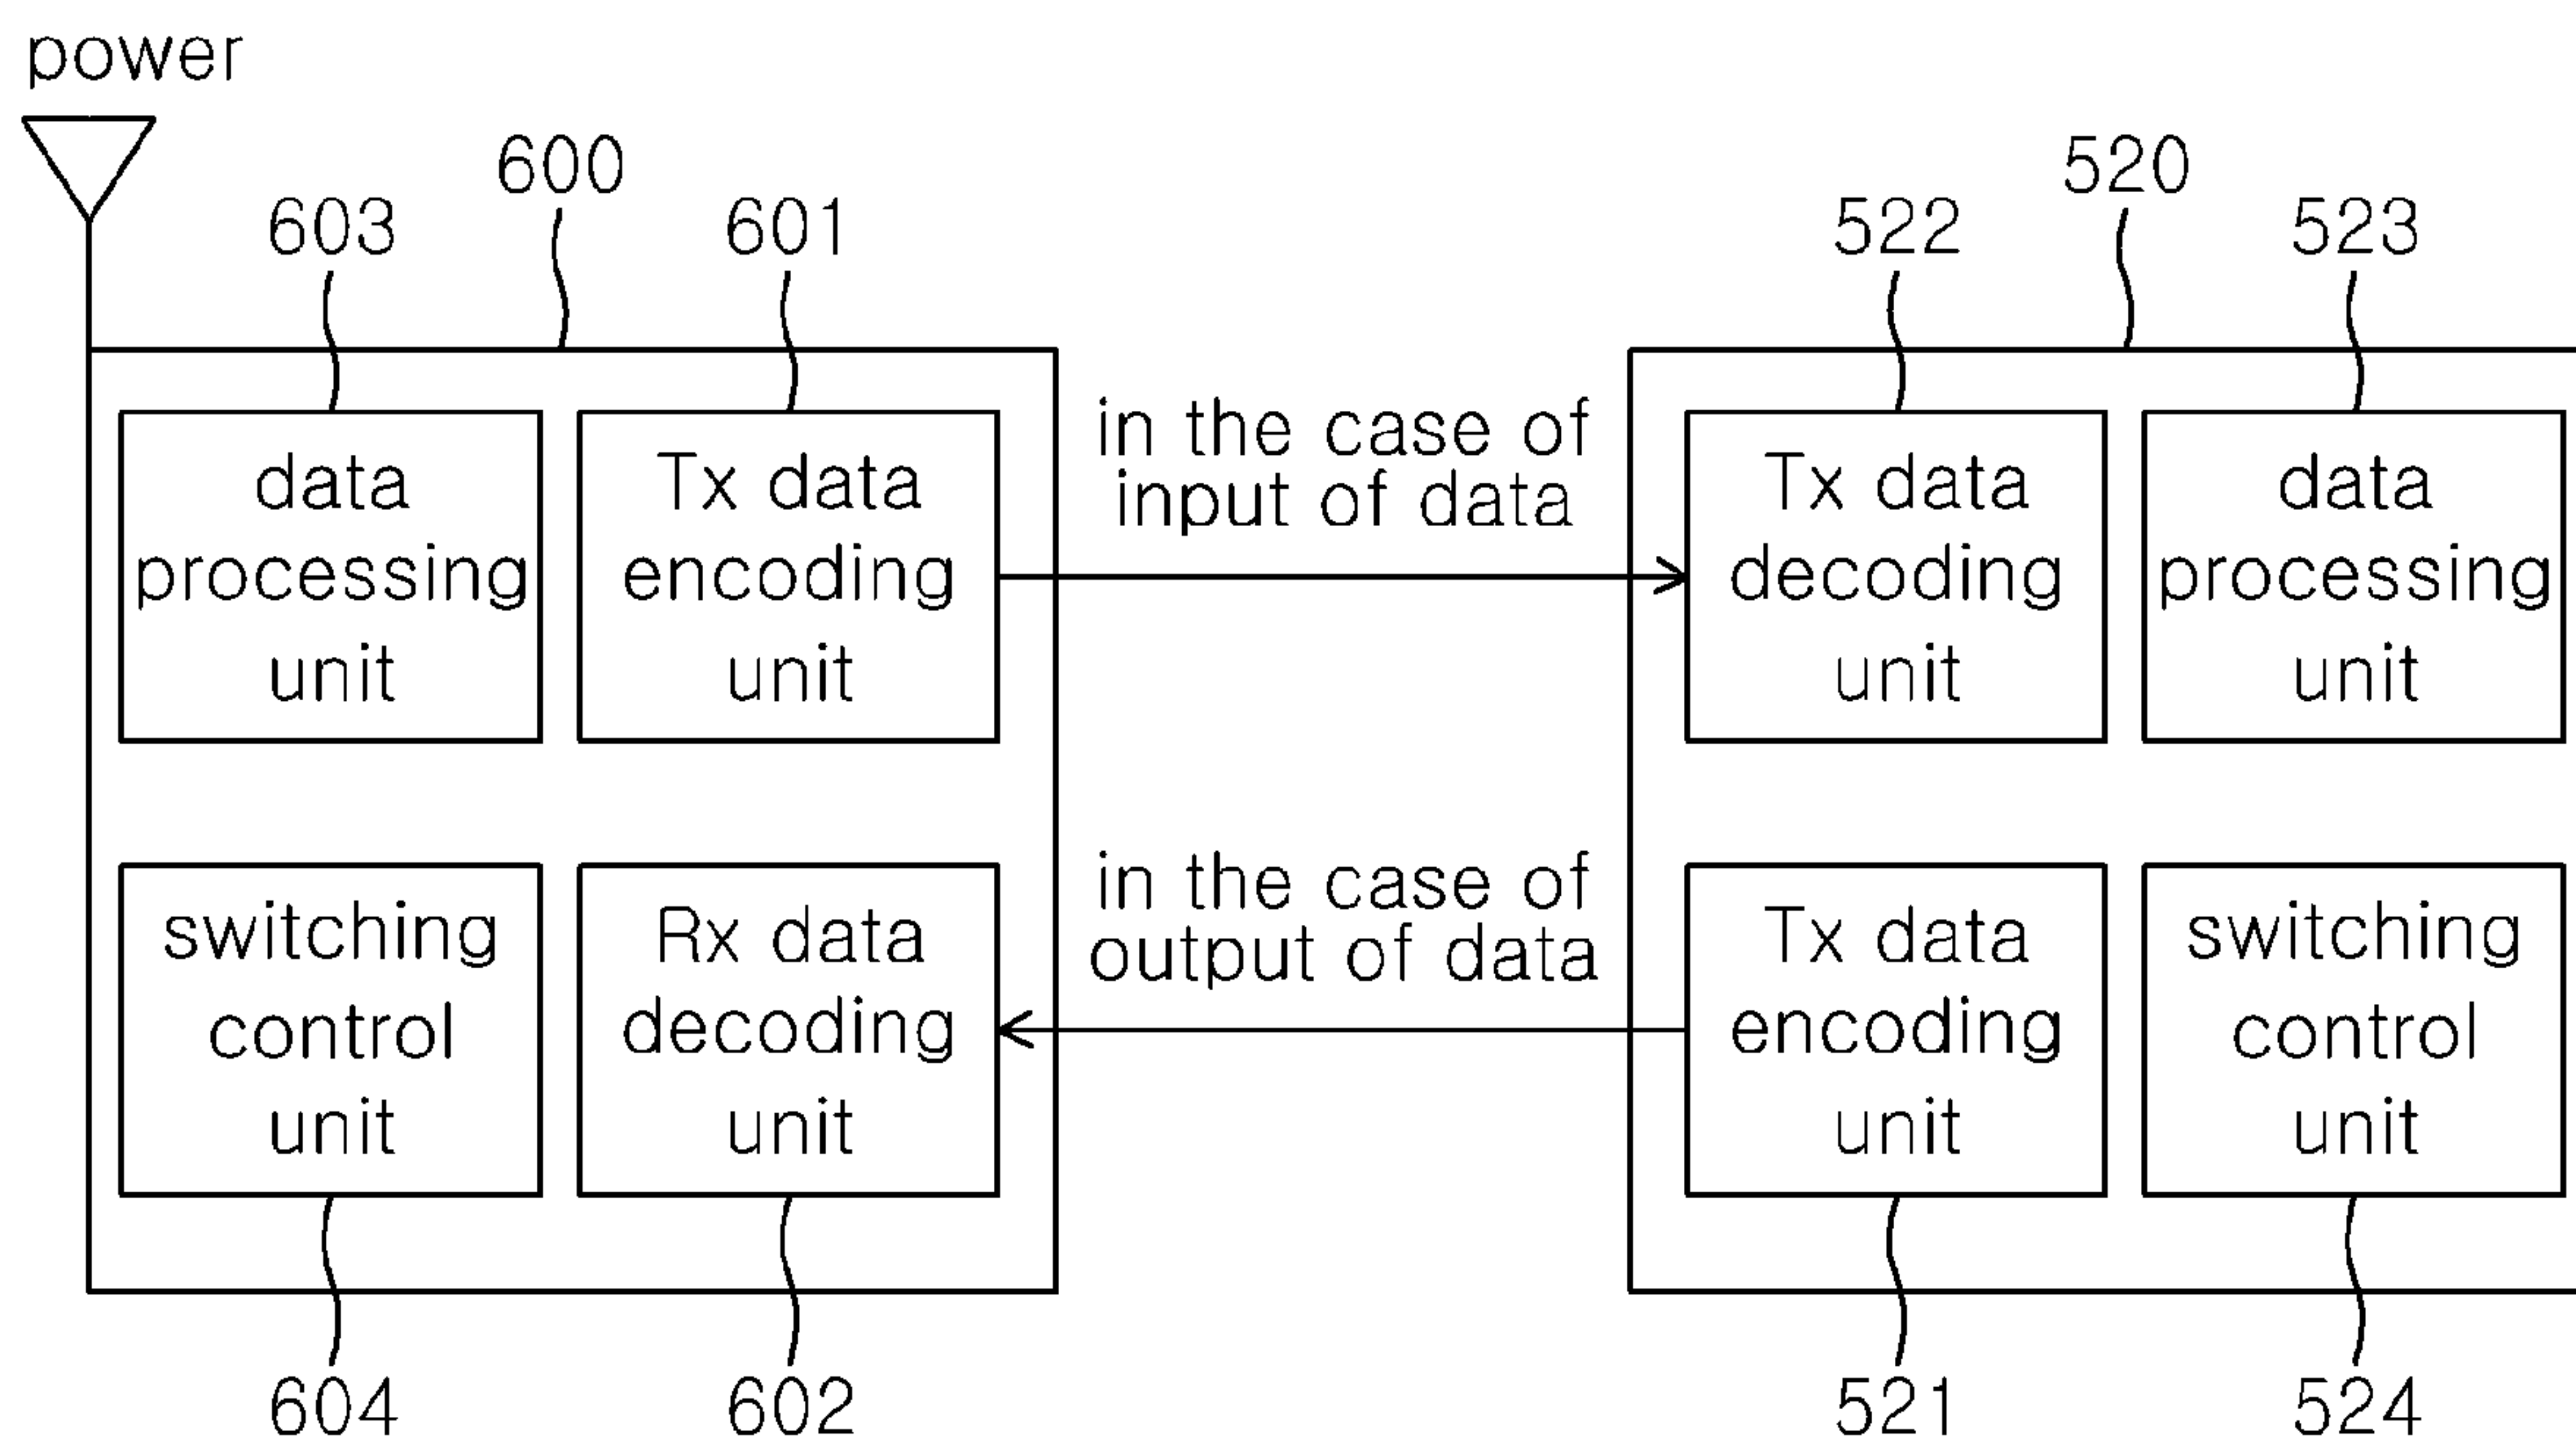 power
600
520
603
601
522
523
data
processing
unit
Tx data
encoding
unit
in the case of
input of data
Tx data
decoding
unit
data
processing
unit
switching
control
unit
Rx data
decoding
unit
in the case of
output of data
Tx data
encoding
unit
switching
control
unit
604
602
521
524